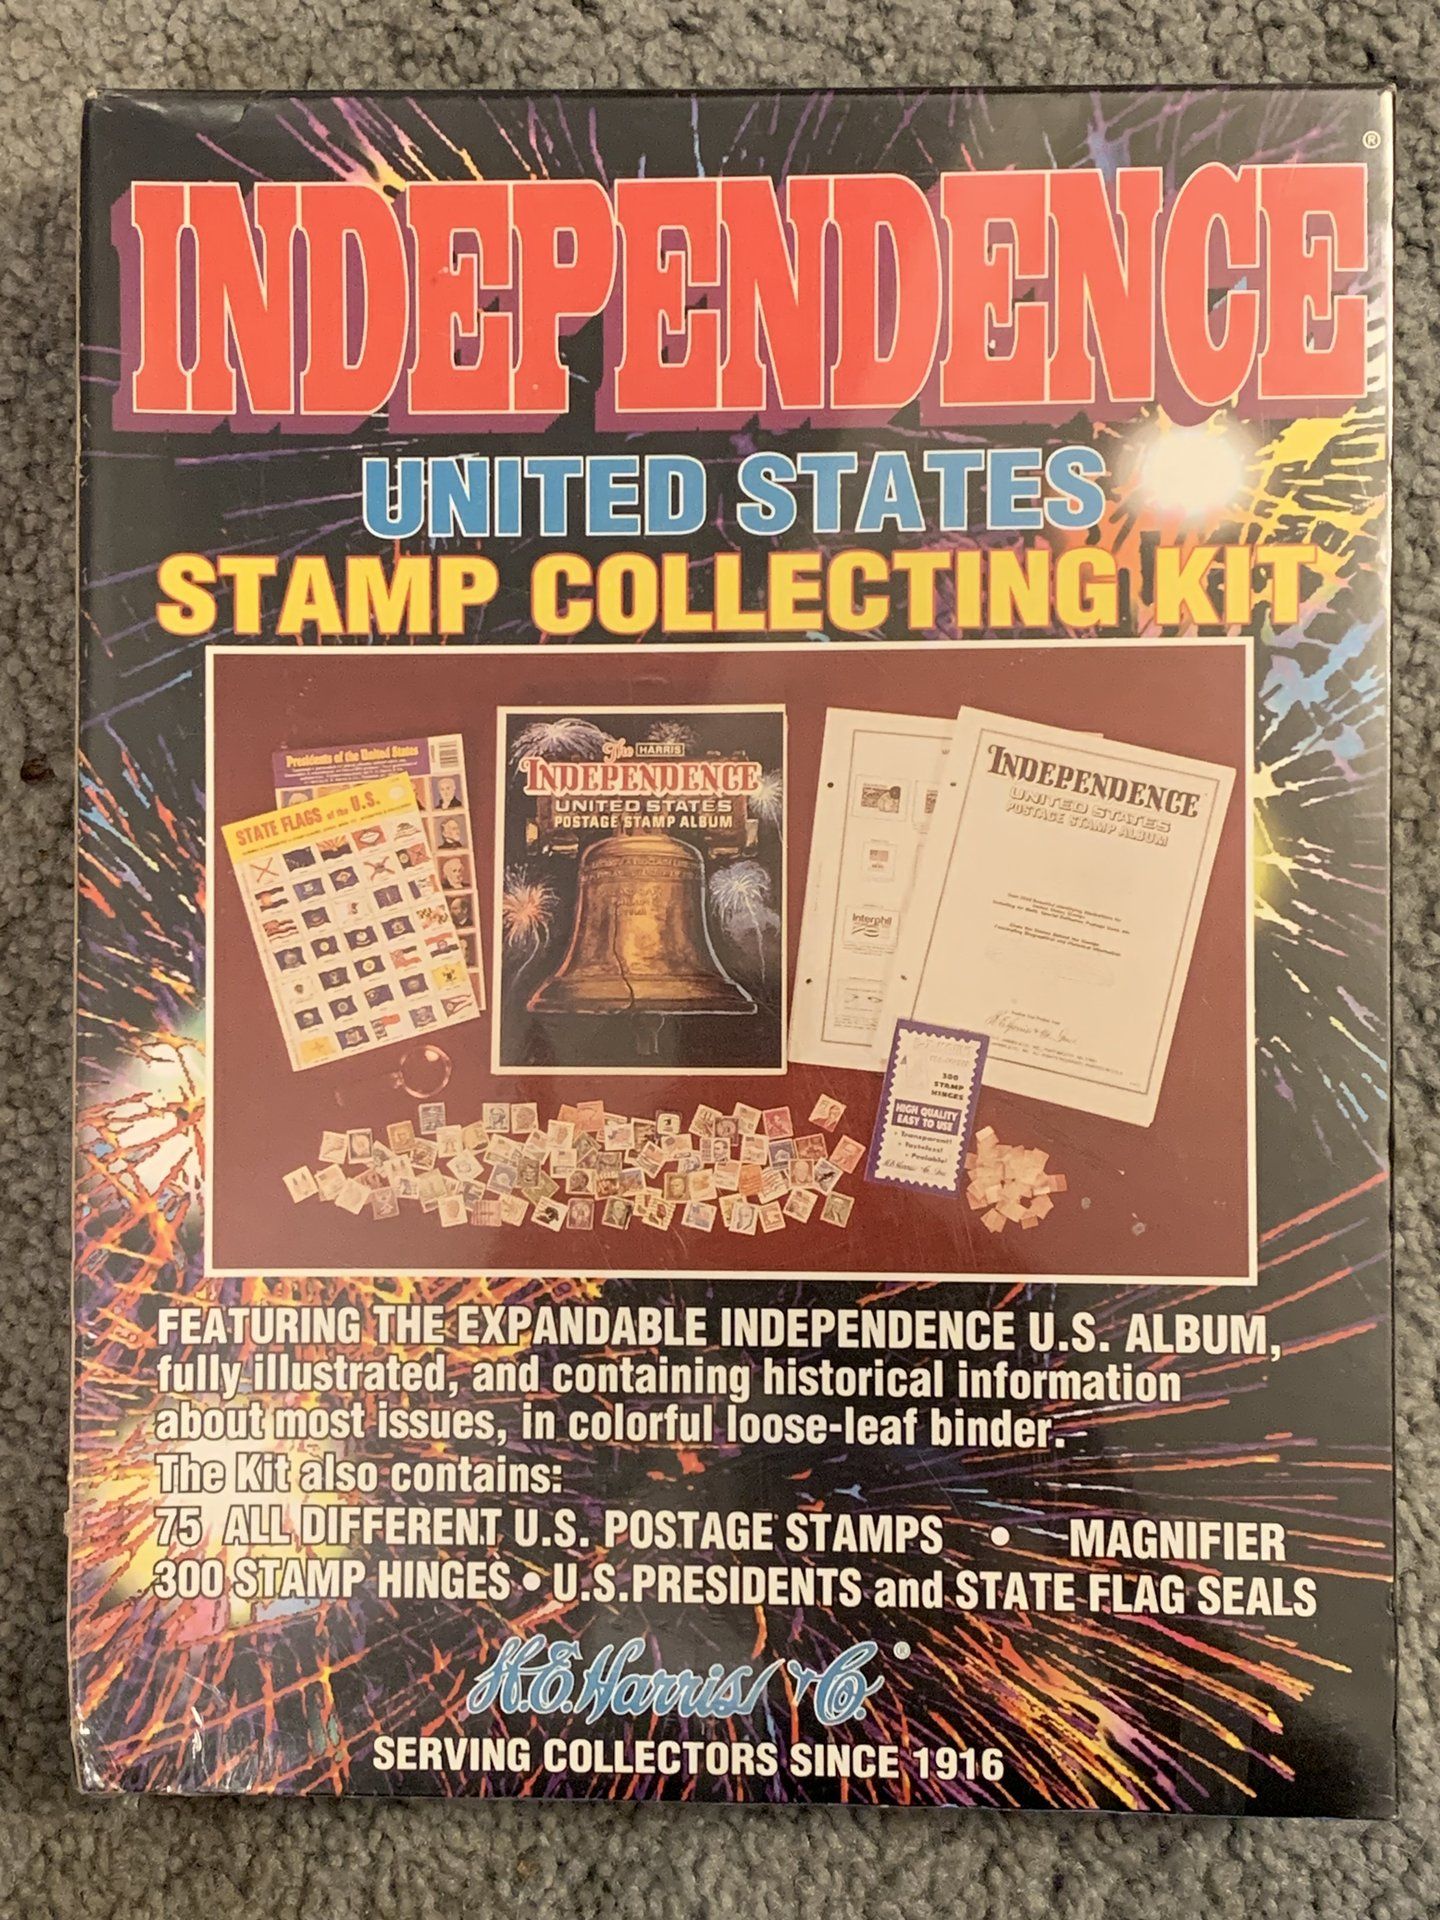 INDEPENDENCE®
UNITED STATES
STAMP COLLECTING KIT
Presidents of the United States
STATE FLAGS of the U.S.
The HARRIS
INDEPENDENCE
UNITED STATES
POSTAGE STAMP ALBUM
Interphil
INDEPENDENCE
UNITED STATES
POSTAGE STAMP ALBUM
300
STAMP
HINGES
HIGH QUALITY
EASY TO USE
• Transparent!
• Tasteless!
• Peelable!
FEATURING THE EXPANDABLE INDEPENDENCE U.S. ALBUM,
fully illustrated, and containing historical information
about most issues, in colorful loose-leaf binder.
The Kit also contains:
75 ALL DIFFERENT U.S. POSTAGE STAMPS • MAGNIFIER
300 STAMP HINGES • U.S.PRESIDENTS and STATE FLAG SEALS
H.E. Harris & Co.®
SERVING COLLECTORS SINCE 1916